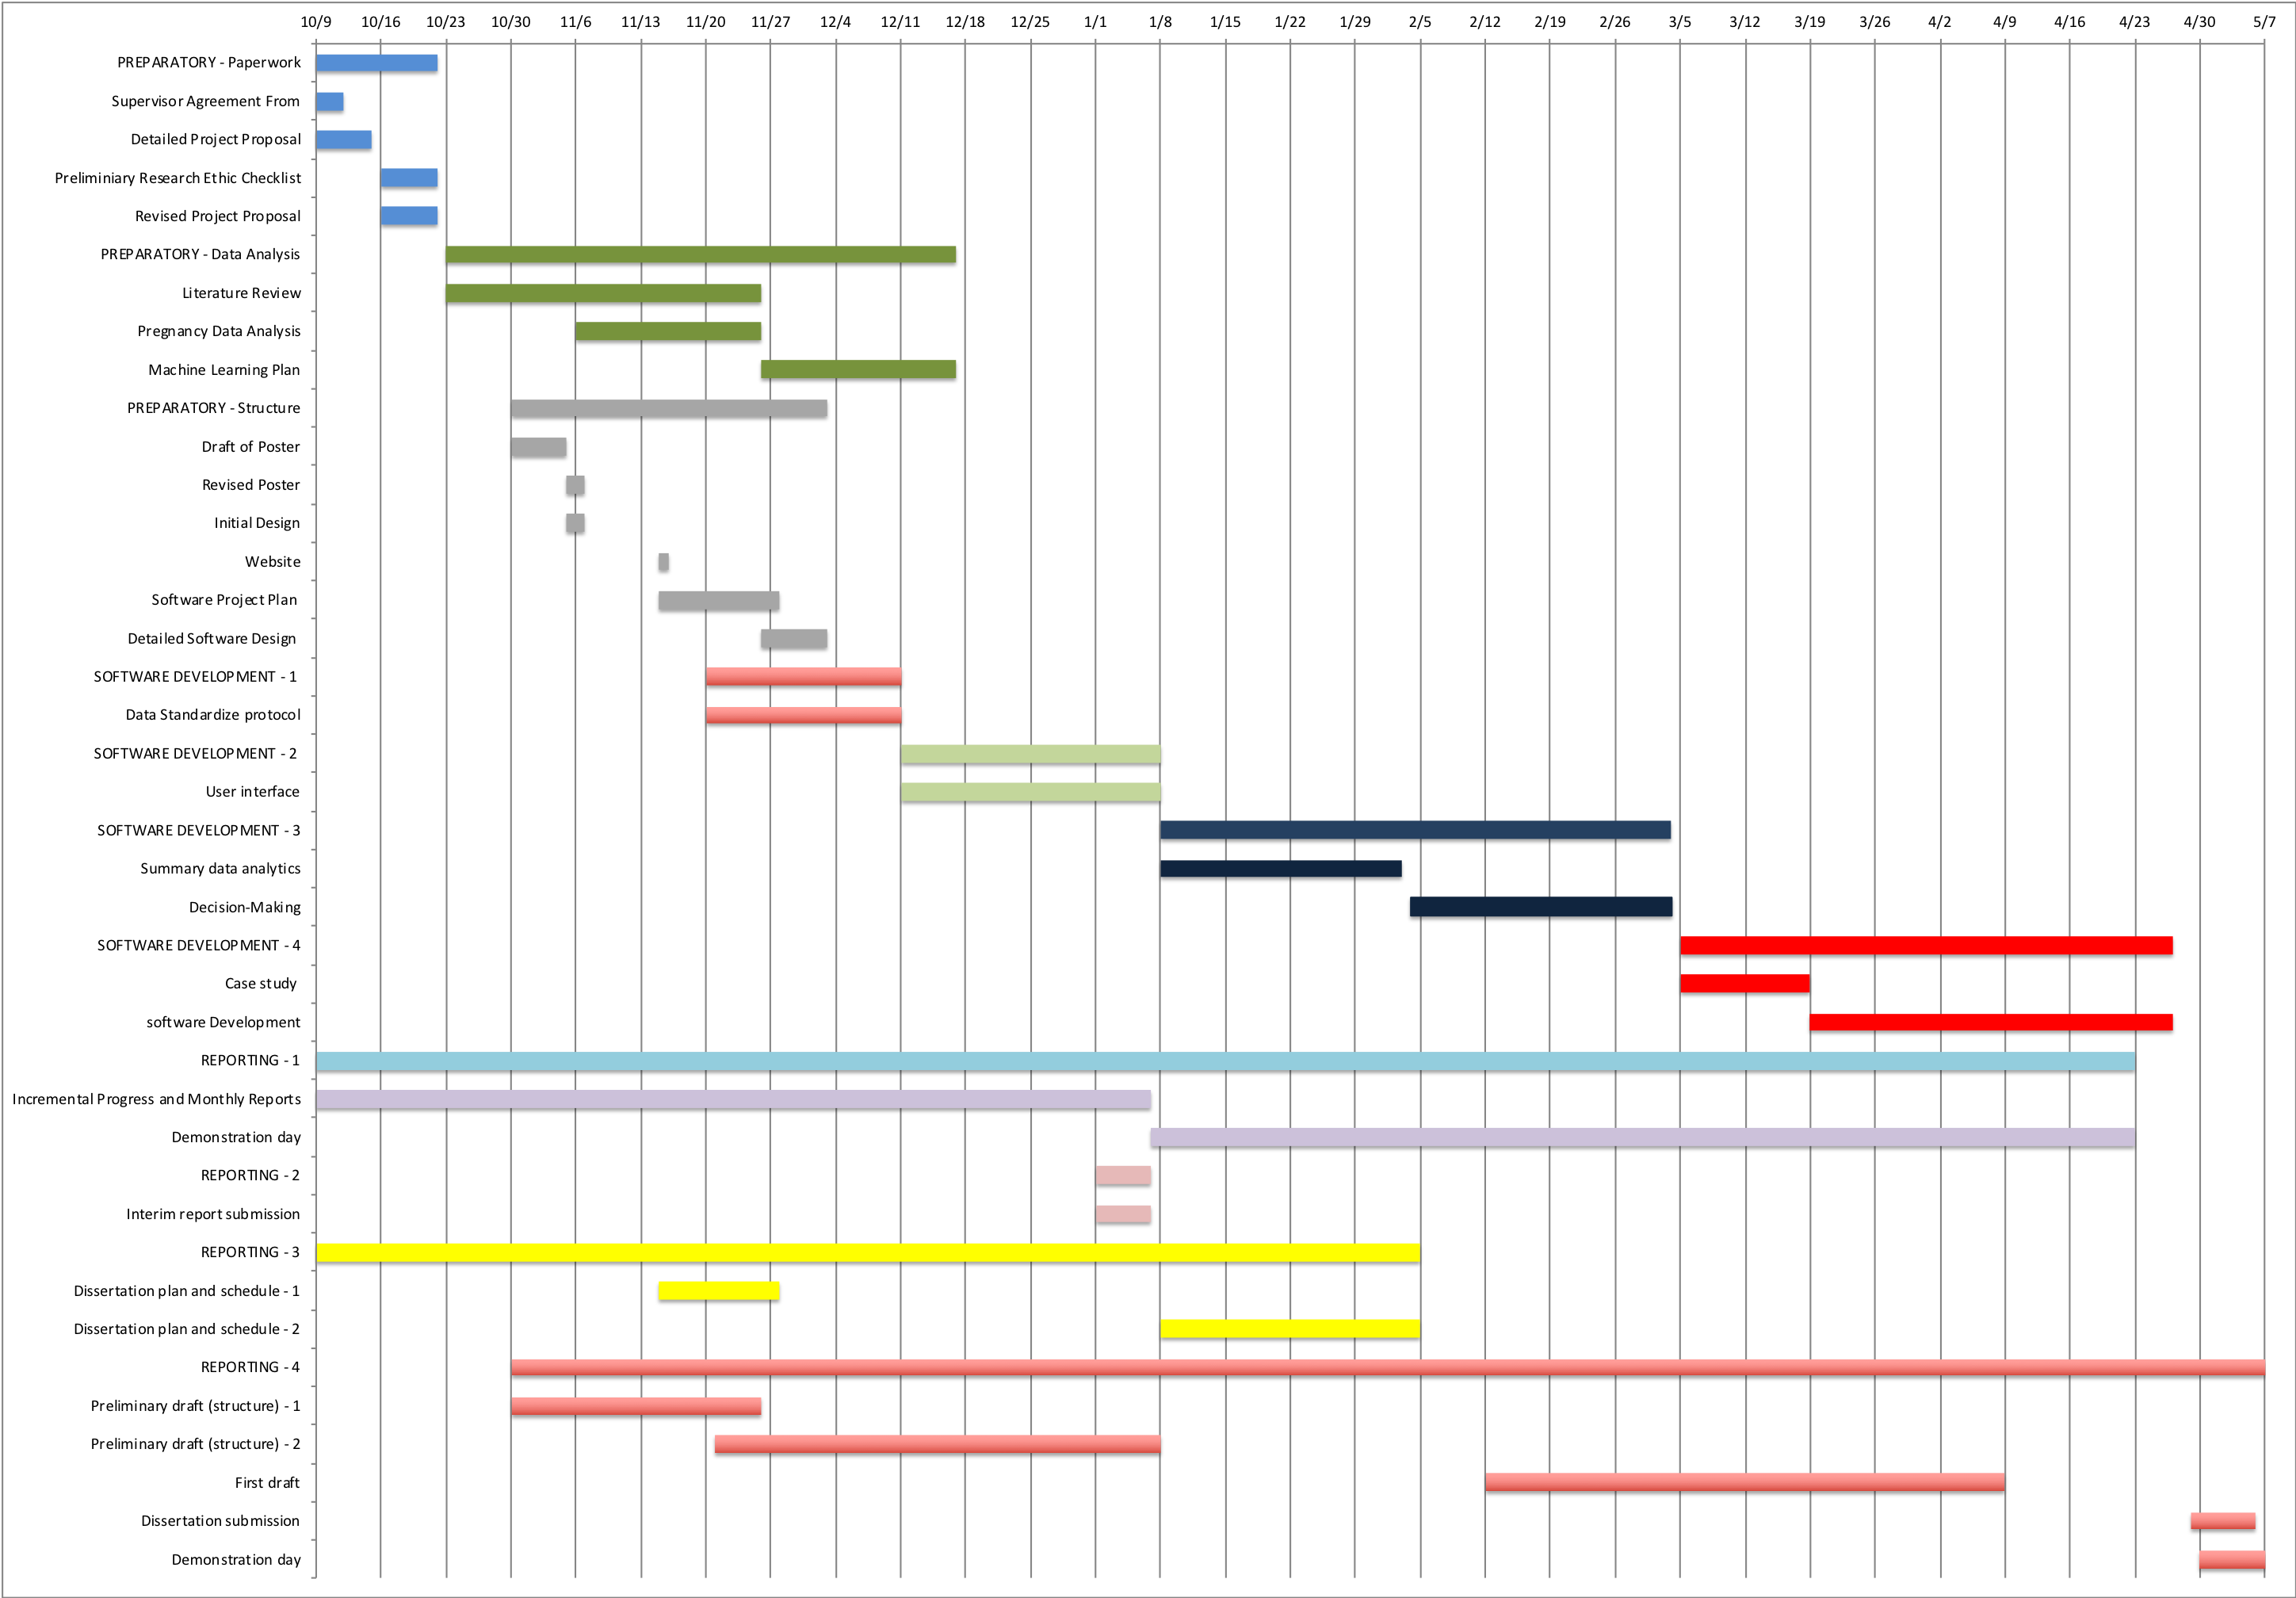 10/9 10/16 10/23 10/30 11/6 11/13 11/20 11/27 12/4 12/11 12/18 12/25 1/1 1/8 1/15 1/22 1/29 2/5 2/12 2/19 2/26 3/5 3/12 3/19 3/26 4/2 4/9 4/16 4/23 4/30 5/7
PREPARATORY - Paperwork
Supervisor Agreement From
Detailed Project Proposal
Preliminiary Research Ethic Checklist
Revised Project Proposal
PREPARATORY - Data Analysis
Literature Review
Pregnancy Data Analysis
Machine Learning Plan
PREPARATORY - Structure
Draft of Poster
Revised Poster
Initial Design
Website
Software Project Plan
Detailed Software Design
SOFTWARE DEVELOPMENT - 1
Data Standardize protocol
SOFTWARE DEVELOPMENT - 2
User interface
SOFTWARE DEVELOPMENT - 3
Summary data analytics
Decision-Making
SOFTWARE DEVELOPMENT - 4
Case study
software Development
REPORTING - 1
Incremental Progress and Monthly Reports
Demonstration day
REPORTING - 2
Interim report submission
REPORTING - 3
Dissertation plan and schedule - 1
Dissertation plan and schedule - 2
REPORTING - 4
Preliminary draft (structure) - 1
Preliminary draft (structure) - 2
First draft
Dissertation submission
Demonstration day